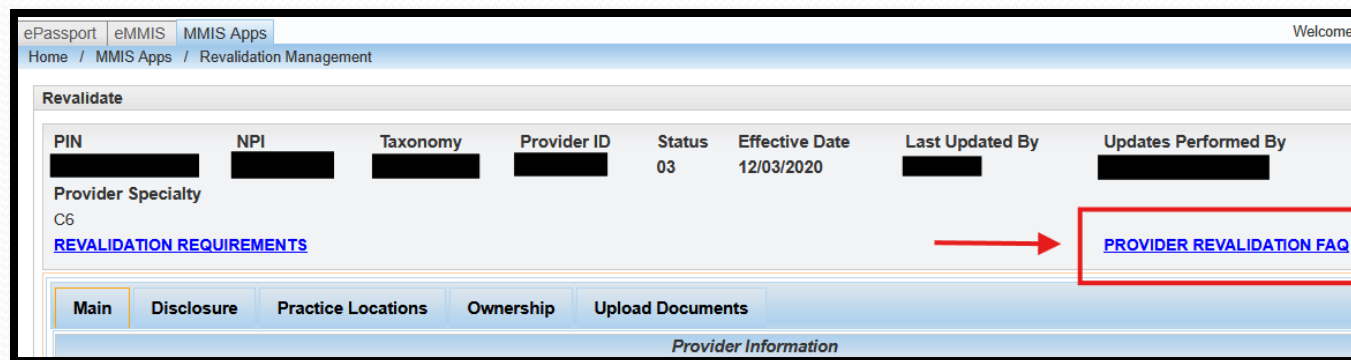 ePassport eMMIS MMIS Apps Welcome
Home / MMIS Apps / Revalidation Management
Revalidate
PIN NPI Taxonomy Provider ID Status Effective Date Last Updated By Updates Performed By
03 12/03/2020
Provider Specialty
C6
REVALIDATION REQUIREMENTS PROVIDER REVALIDATION FAQ
Main Disclosure Practice Locations Ownership Upload Documents
Provider Information